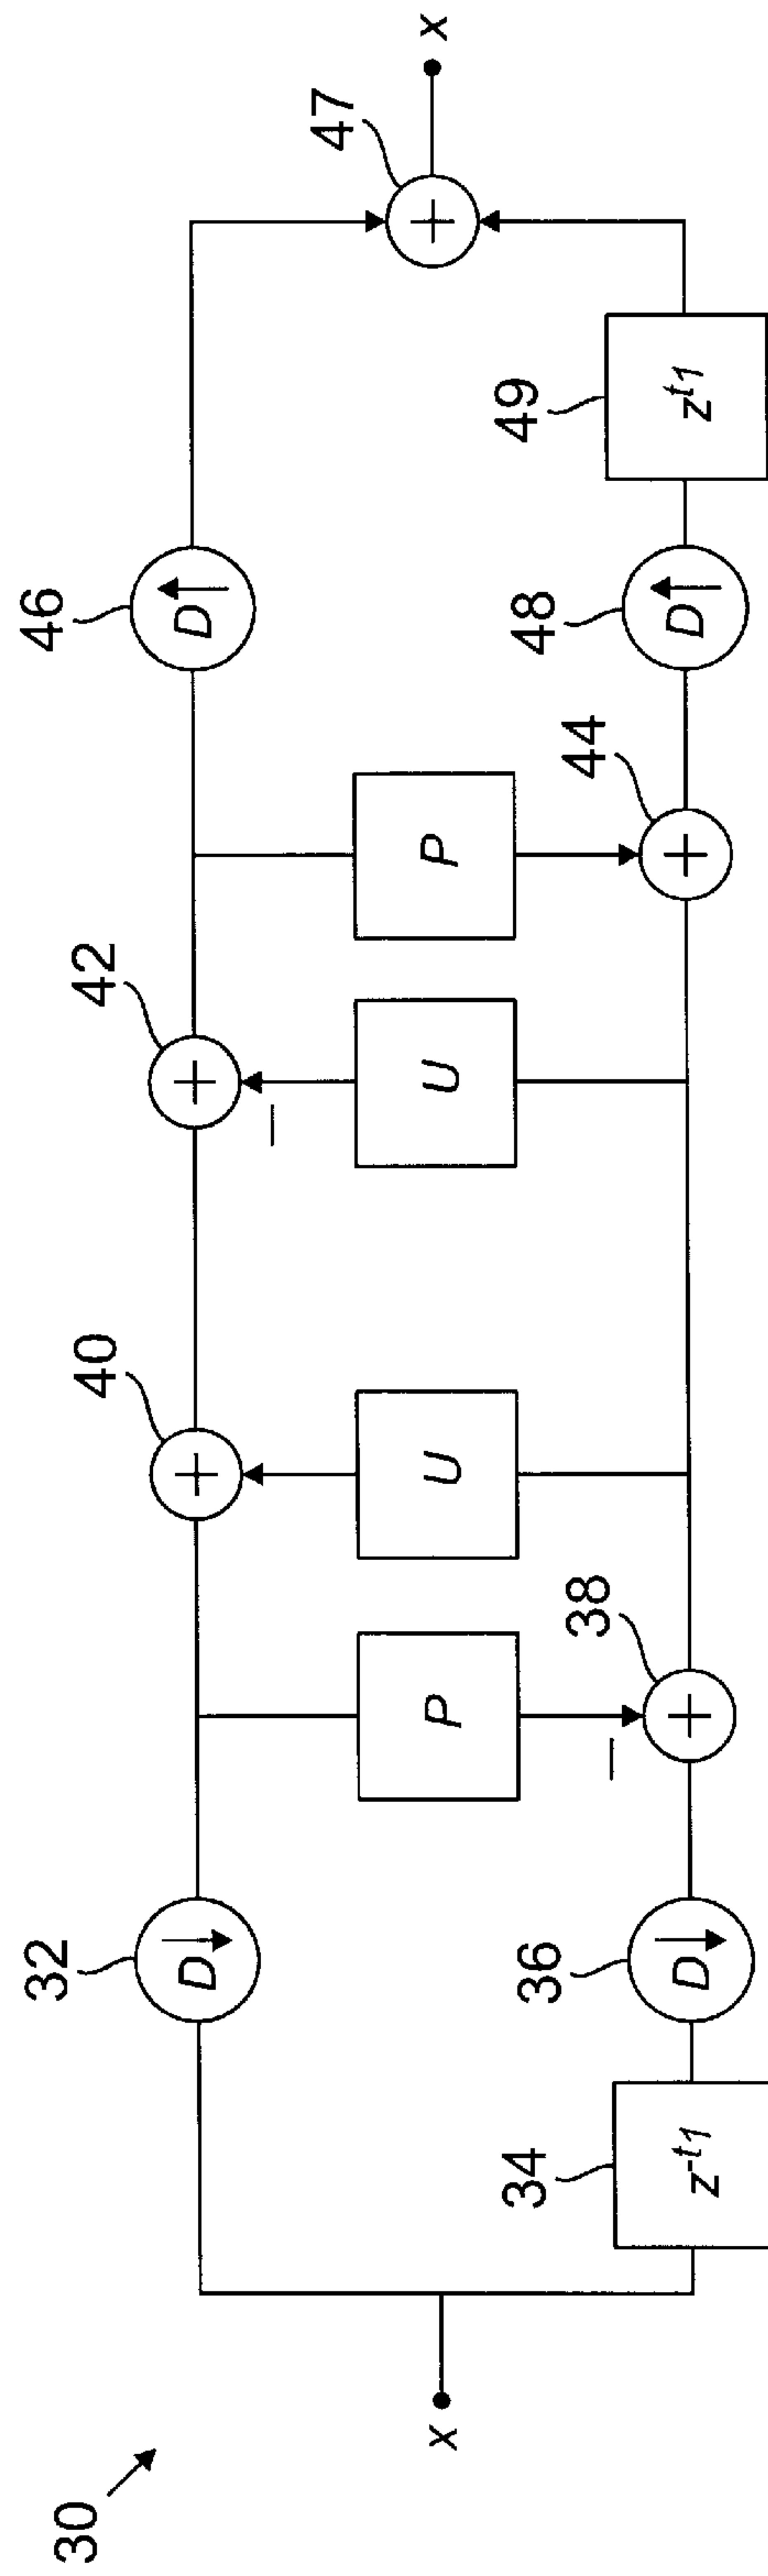 30
x
32
D↓
34
z^-t1
36
D↓
P
−
38
+
U
40
+
42
+
−
U
P
44
+
46
D↑
48
D↑
49
z^t1
47
+
x